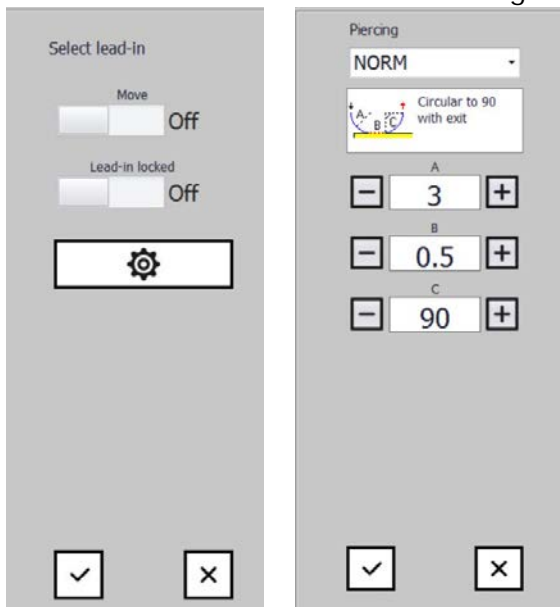 Select lead-in
Move
Off
Lead-in locked
Off
Piercing
NORM
A B C
Circular to 90
with exit
A
3
B
0.5
C
90